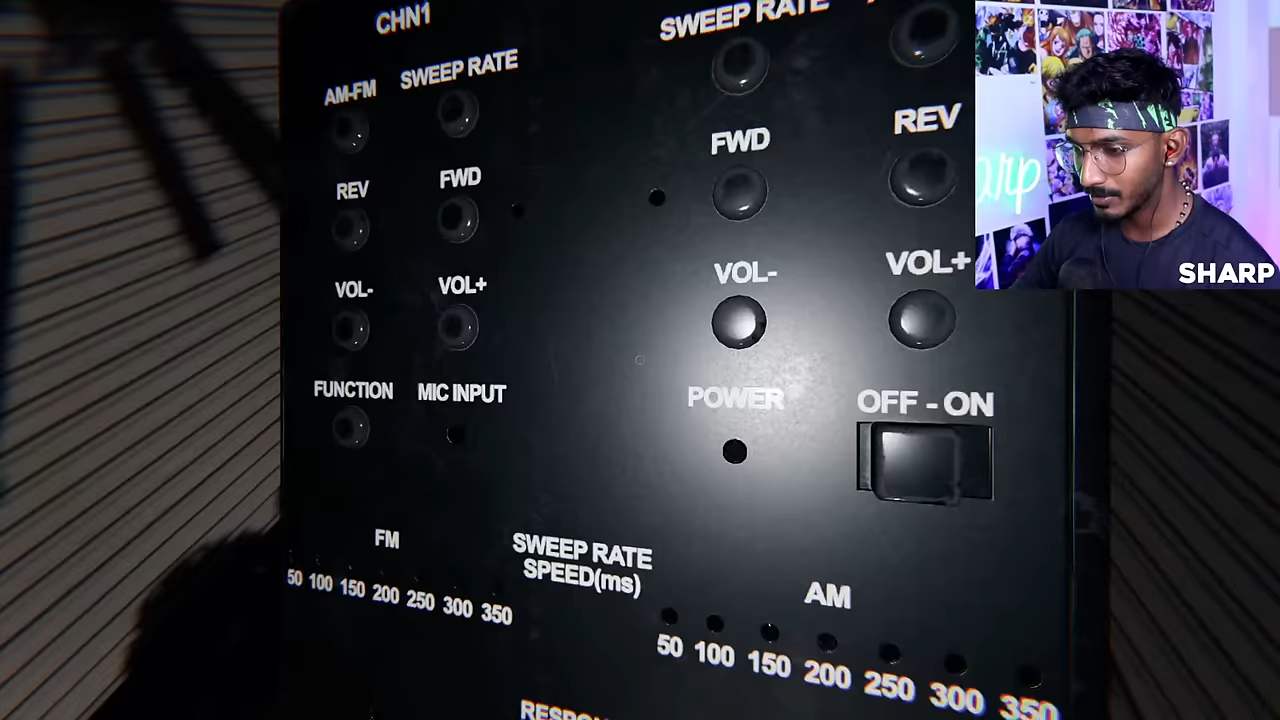 CHN1
SWEEP RATE
AM-FM
SWEEP RATE
REV
FWD
FWD
REV
VOL-
VOL+
VOL-
VOL+
FUNCTION
MIC INPUT
POWER
OFF - ON
FM
SWEEP RATE
SPEED(ms)
AM
50 100 150 200 250 300 350
50 100 150 200 250 300 350
arp
SHARP